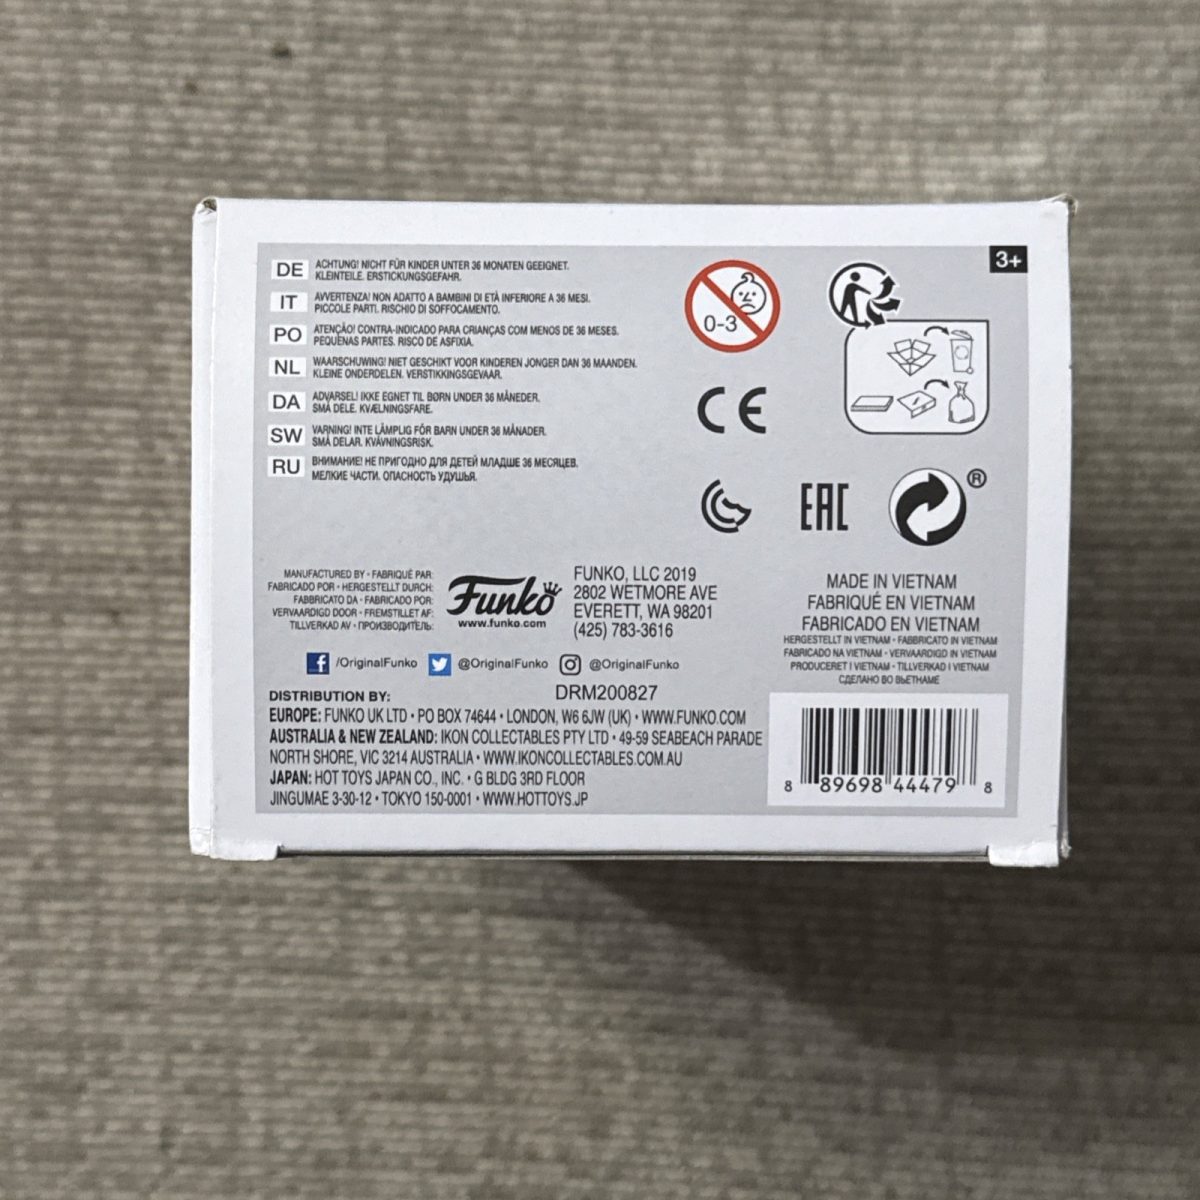 3+
DE ACHTUNG! NICHT FÜR KINDER UNTER 36 MONATEN GEEIGNET.
KLEINTEILE. ERSTICKUNGSGEFAHR.
IT AVVERTENZA! NON ADATTO A BAMBINI DI ETÀ INFERIORE A 36 MESI.
PICCOLE PARTI. RISCHIO DI SOFFOCAMENTO.
PO ATENÇÃO! CONTRA-INDICADO PARA CRIANÇAS COM MENOS DE 36 MESES.
PEQUENAS PARTES. RISCO DE ASFIXIA.
NL WAARSCHUWING! NIET GESCHIKT VOOR KINDEREN JONGER DAN 36 MAANDEN.
KLEINE ONDERDELEN. VERSTIKKINGSGEVAAR.
DA ADVARSEL! IKKE EGNET TIL BØRN UNDER 36 MÅNEDER.
SMÅ DELE. KVÆLNINGSFARE.
SW VARNING! INTE LÄMPLIG FÖR BARN UNDER 36 MÅNADER.
SMÅ DELAR. KVÄVNINGSRISK.
RU ВНИМАНИЕ! НЕ ПРИГОДНО ДЛЯ ДЕТЕЙ МЛАДШЕ 36 МЕСЯЦЕВ.
МЕЛКИЕ ЧАСТИ. ОПАСНОСТЬ УДУШЬЯ.
0-3
CE
EAC
®
MANUFACTURED BY • FABRIQUÉ PAR:
FABRICADO POR • HERGESTELLT DURCH:
FABBRICATO DA • FABRICADO POR:
VERVAARDIGD DOOR • FREMSTILLET AF:
TILLVERKAD AV • ПРОИЗВОДИТЕЛЬ:
Funko
www.funko.com
FUNKO, LLC 2019
2802 WETMORE AVE
EVERETT, WA 98201
(425) 783-3616
/OriginalFunko @OriginalFunko @OriginalFunko
DRM200827
DISTRIBUTION BY:
EUROPE: FUNKO UK LTD • PO BOX 74644 • LONDON, W6 6JW (UK) • WWW.FUNKO.COM
AUSTRALIA & NEW ZEALAND: IKON COLLECTABLES PTY LTD • 49-59 SEABEACH PARADE
NORTH SHORE, VIC 3214 AUSTRALIA • WWW.IKONCOLLECTABLES.COM.AU
JAPAN: HOT TOYS JAPAN CO., INC. • G BLDG 3RD FLOOR
JINGUMAE 3-30-12 • TOKYO 150-0001 • WWW.HOTTOYS.JP
MADE IN VIETNAM
FABRIQUÉ EN VIETNAM
FABRICADO EN VIETNAM
HERGESTELLT IN VIETNAM • FABBRICATO IN VIETNAM
FABRICADO NA VIETNAM • VERVAARDIGD IN VIETNAM
PRODUCERET I VIETNAM • TILLVERKAD I VIETNAM
СДЕЛАНО ВО ВЬЕТНАМЕ
8 89698 44479 8